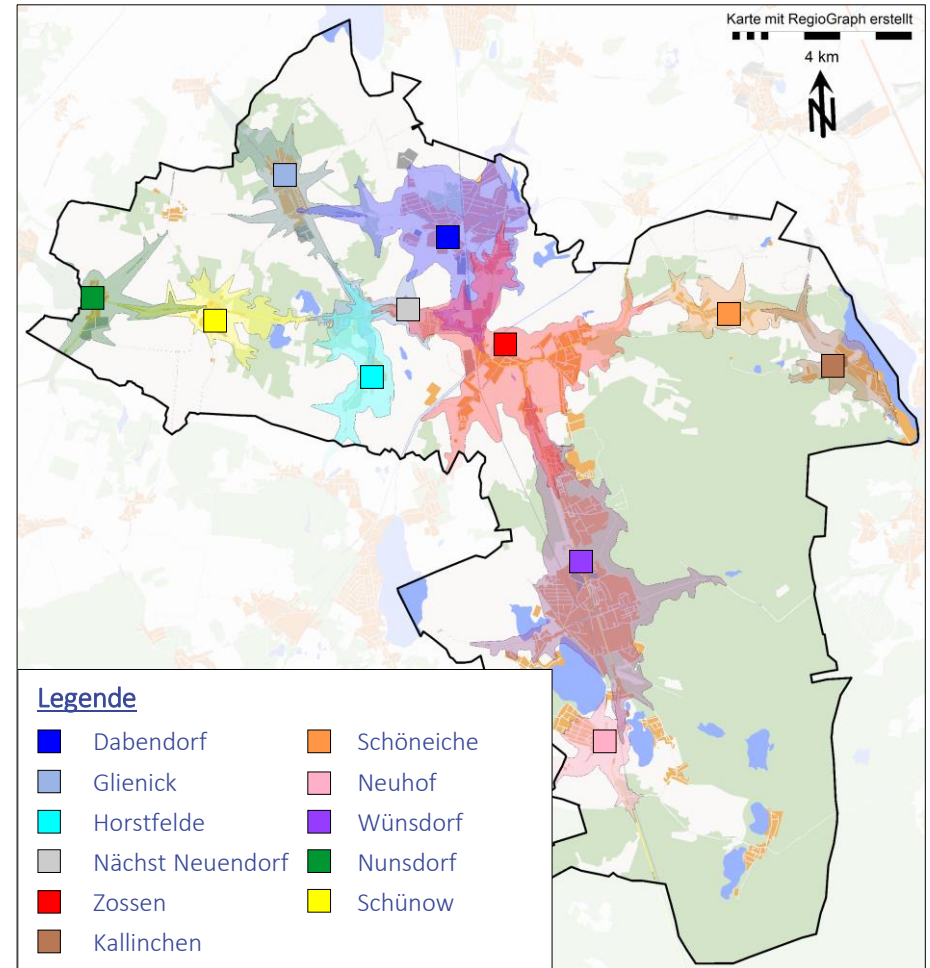 Karte mit RegioGraph erstellt
4 km
N
Legende
Dabendorf
Glienick
Horstfelde
Nächst Neuendorf
Zossen
Kallinchen
Schöneiche
Neuhof
Wünsdorf
Nunsdorf
Schünow